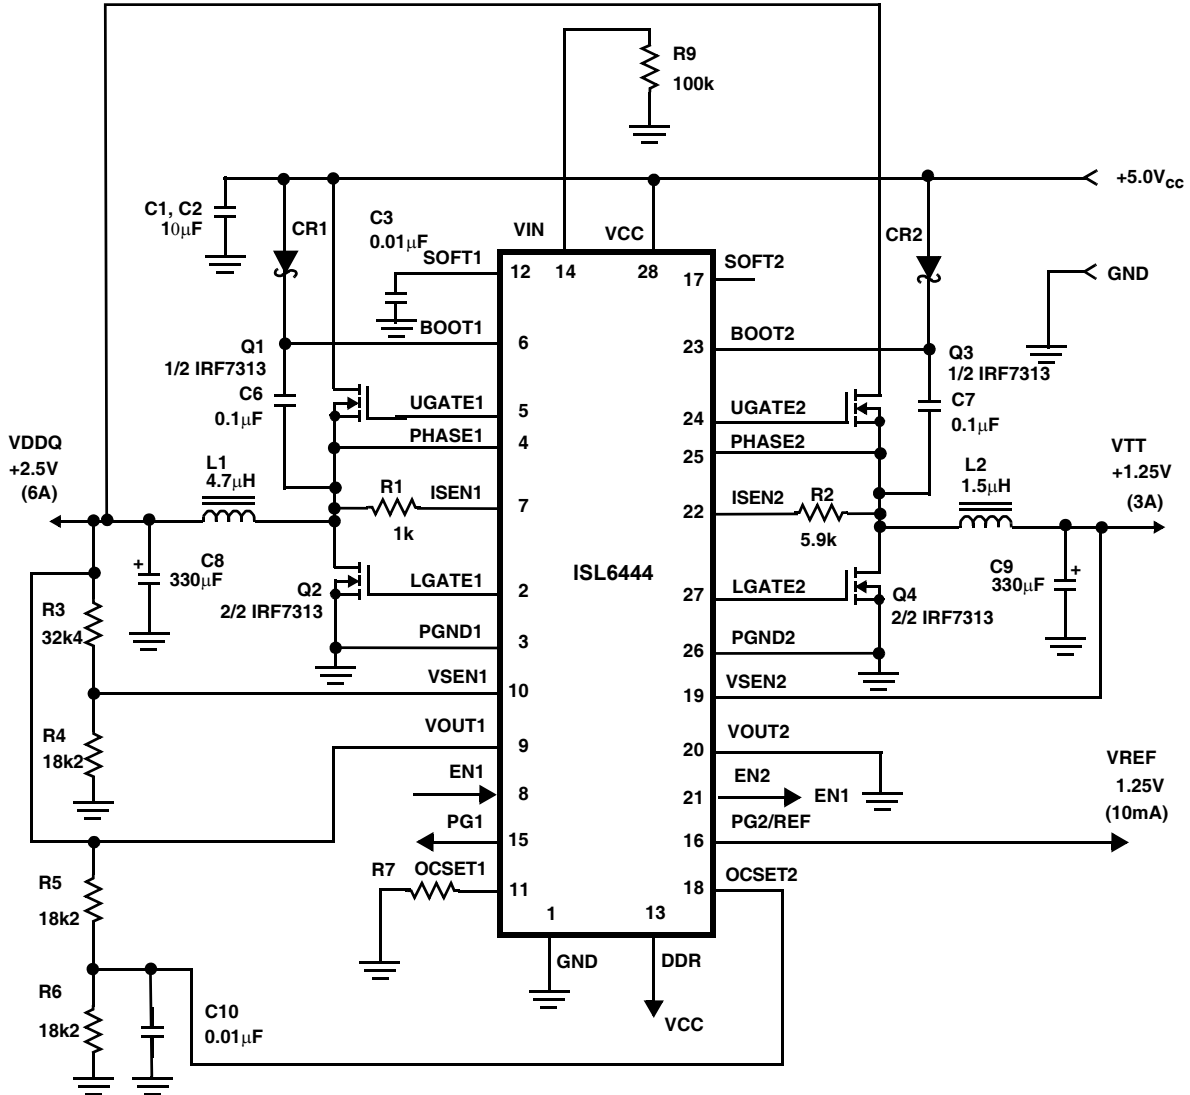 R9
100k
+5.0Vcc
C1, C2
10μF
CR1
C3
0.01μF
VIN
VCC
CR2
SOFT1
12
14
28
17
SOFT2
GND
BOOT1
6
23
BOOT2
Q1
1/2 IRF7313
Q3
1/2 IRF7313
C6
0.1μF
C7
0.1μF
UGATE1
5
24
UGATE2
PHASE1
4
25
PHASE2
VDDQ
+2.5V
(6A)
L1
4.7μH
R1
1k
ISEN1
7
22
ISEN2
R2
5.9k
L2
1.5μH
VTT
+1.25V
(3A)
ISL6444
+
C8
330μF
Q2
2/2 IRF7313
LGATE1
2
27
LGATE2
Q4
2/2 IRF7313
C9
330μF
+
R3
32k4
PGND1
3
26
PGND2
VSEN1
10
19
VSEN2
R4
18k2
VOUT1
9
20
VOUT2
VREF
1.25V
(10mA)
EN1
8
21
EN2
EN1
PG1
15
16
PG2/REF
R7
OCSET1
11
18
OCSET2
R5
18k2
1
13
GND
DDR
VCC
R6
18k2
C10
0.01μF